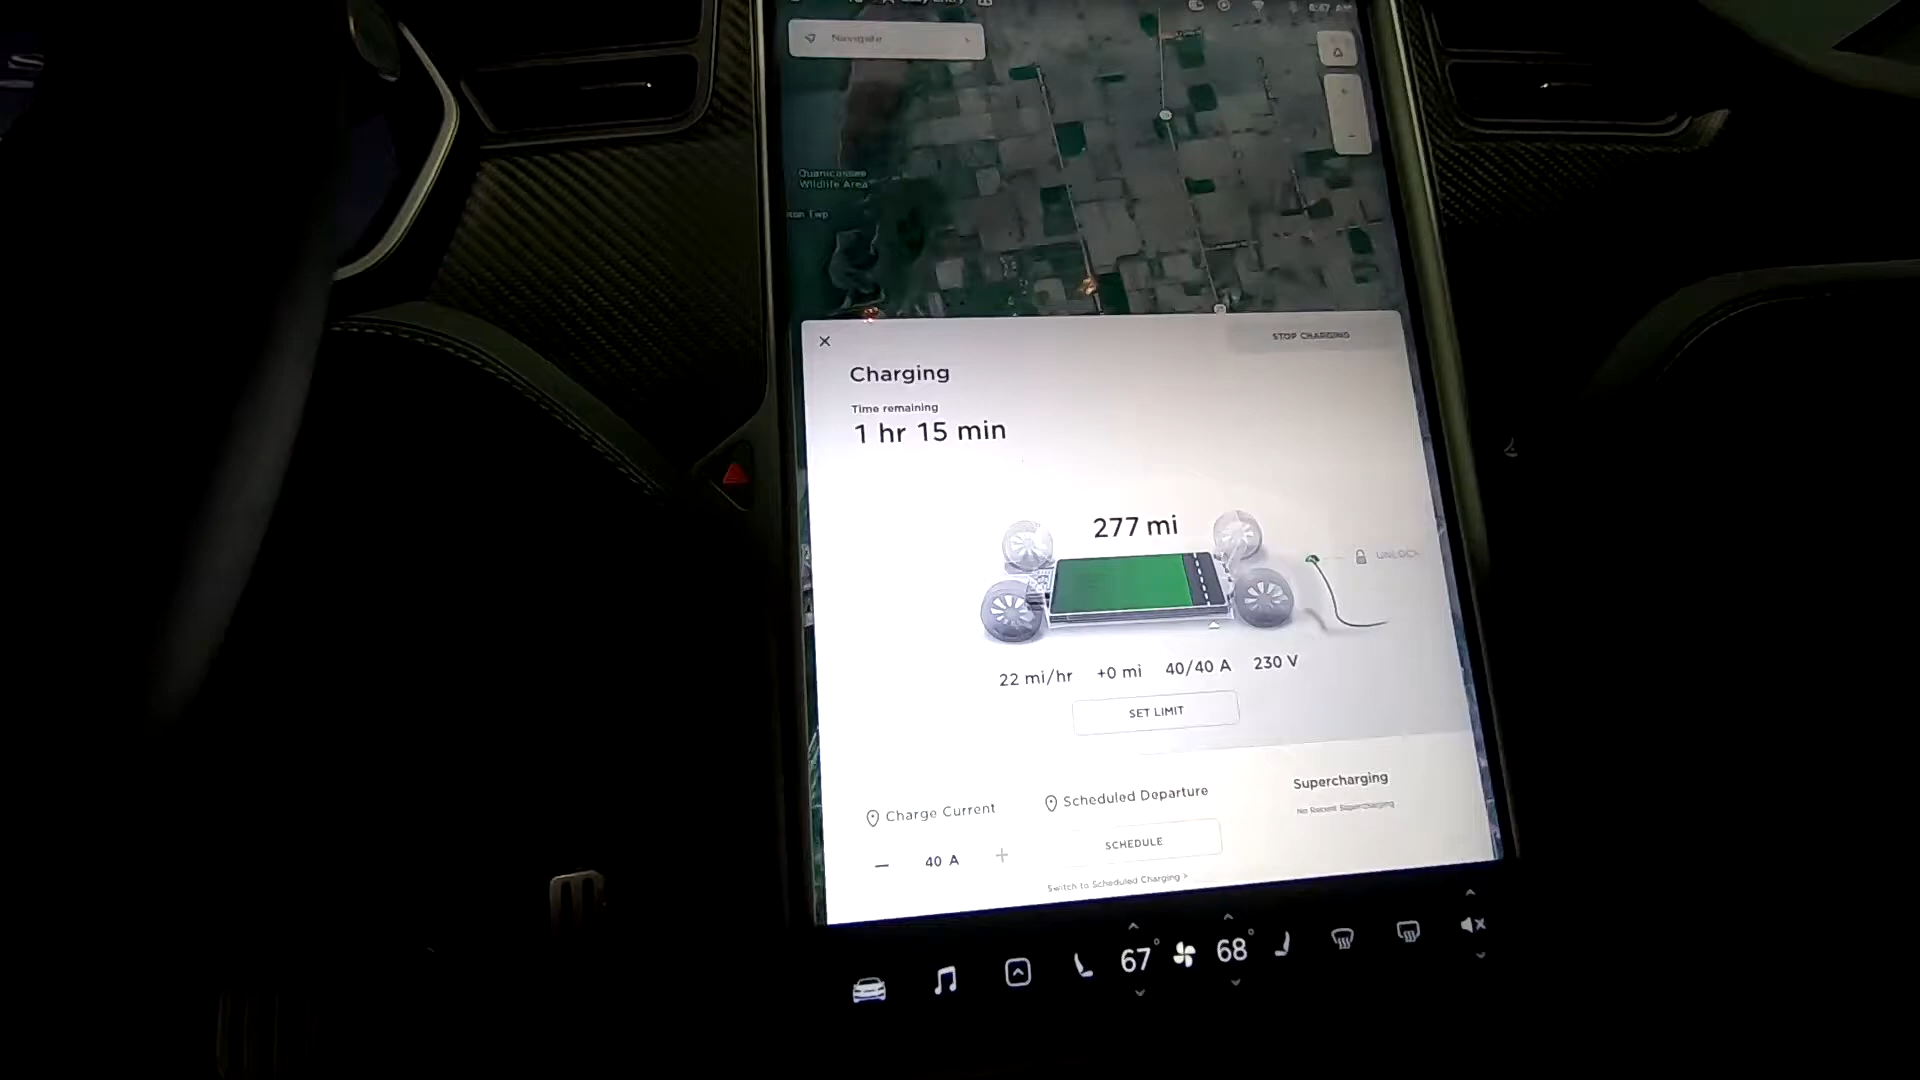 Navigate
Quanicassee
Wildlife Area
Twp
STOP CHARGING
Charging
Time remaining
1 hr 15 min
277 mi
UNLOCK
22 mi/hr +0 mi 40/40 A 230 V
SET LIMIT
Charge Current
Scheduled Departure
Supercharging
No Recent Supercharging
40 A
SCHEDULE
Switch to Scheduled Charging >
67°
68°